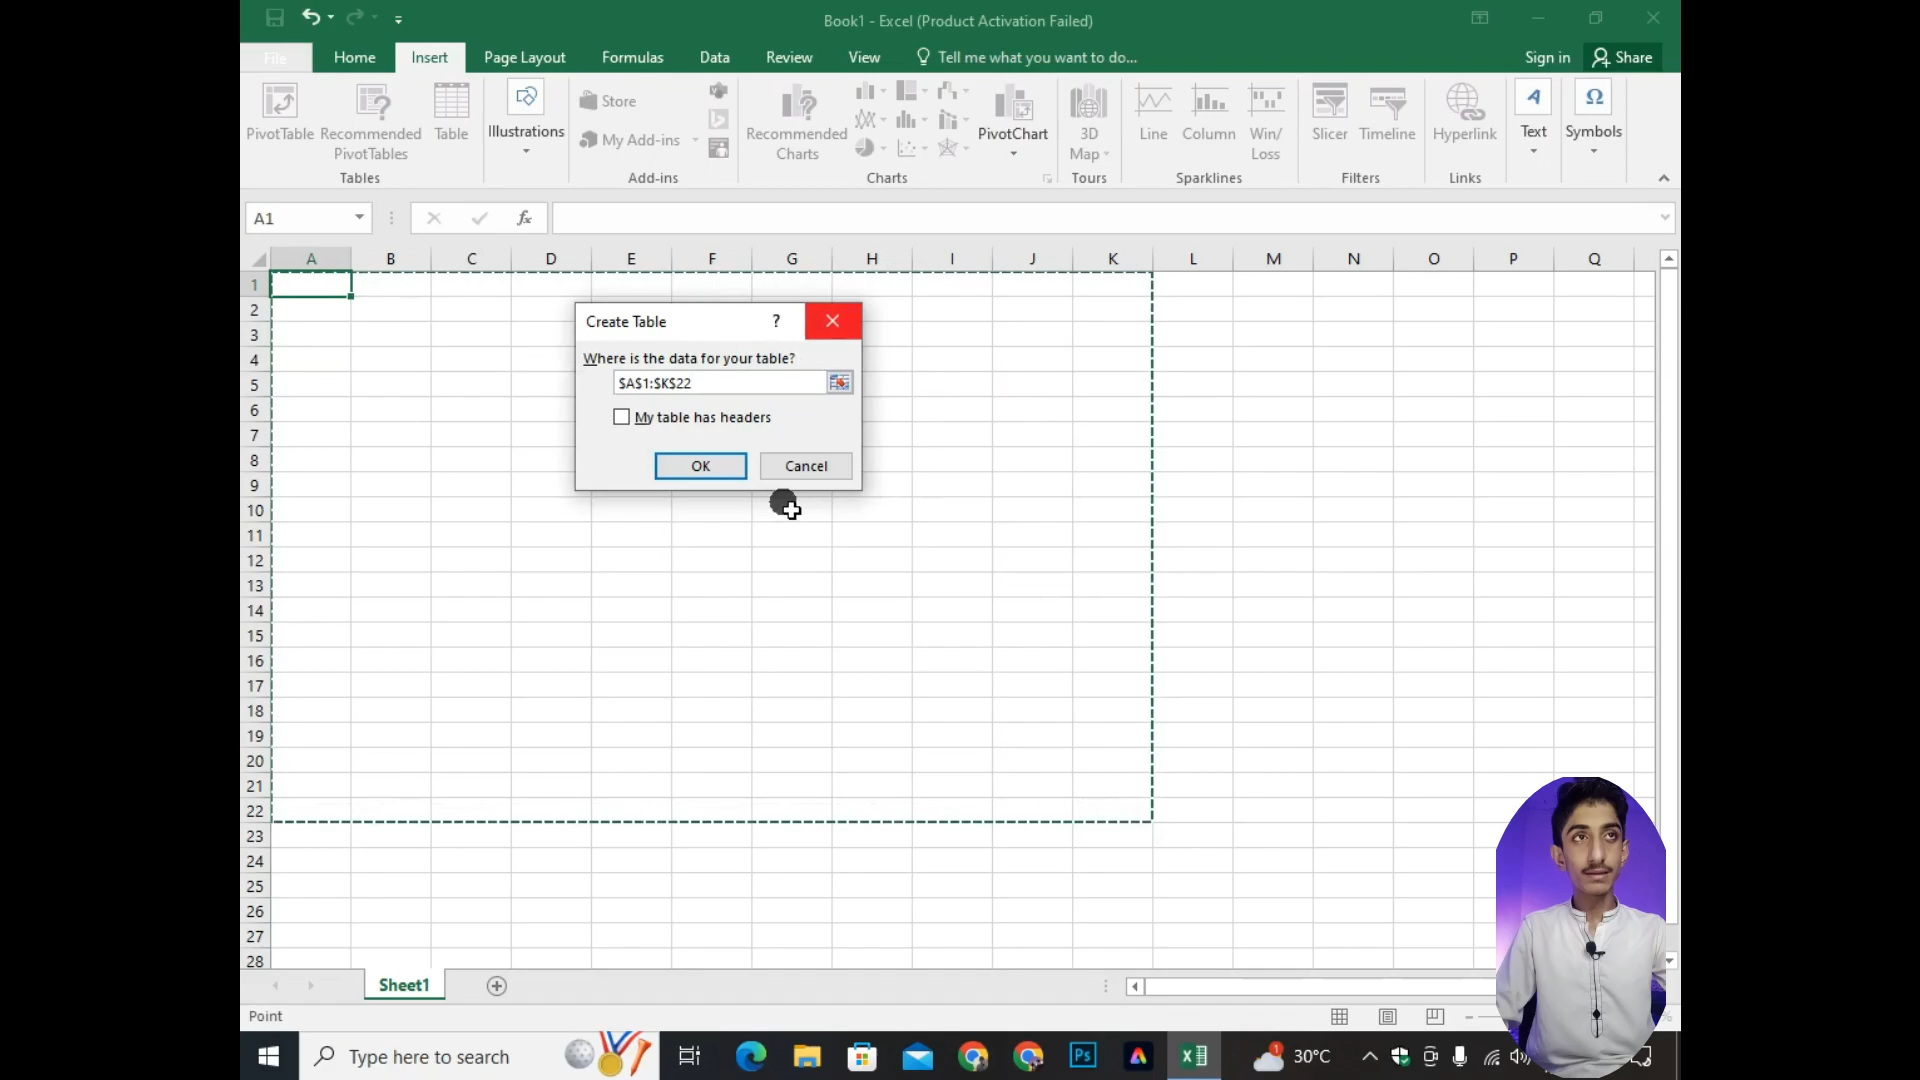 Book1 - Excel (Product Activation Failed)
File Home Insert Page Layout Formulas Data Review View Tell me what you want to do... Sign in Share
PivotTable Recommended PivotTables Table
Illustrations
Store
My Add-ins
Recommended Charts
PivotChart
3D Map
Line Column Win/ Loss
Slicer Timeline
Hyperlink
Text
Symbols
Tables Add-ins Charts Tours Sparklines Filters Links
A1 fx
A B C D E F G H I J K L M N O P Q
1
2
3
4
5
6
7
8
9
10
11
12
13
14
15
16
17
18
19
20
21
22
23
24
25
26
27
28
Create Table ?
Where is the data for your table?
$A$1:$K$22
My table has headers
OK Cancel
Sheet1
Point
Type here to search
Ps
1 30°C